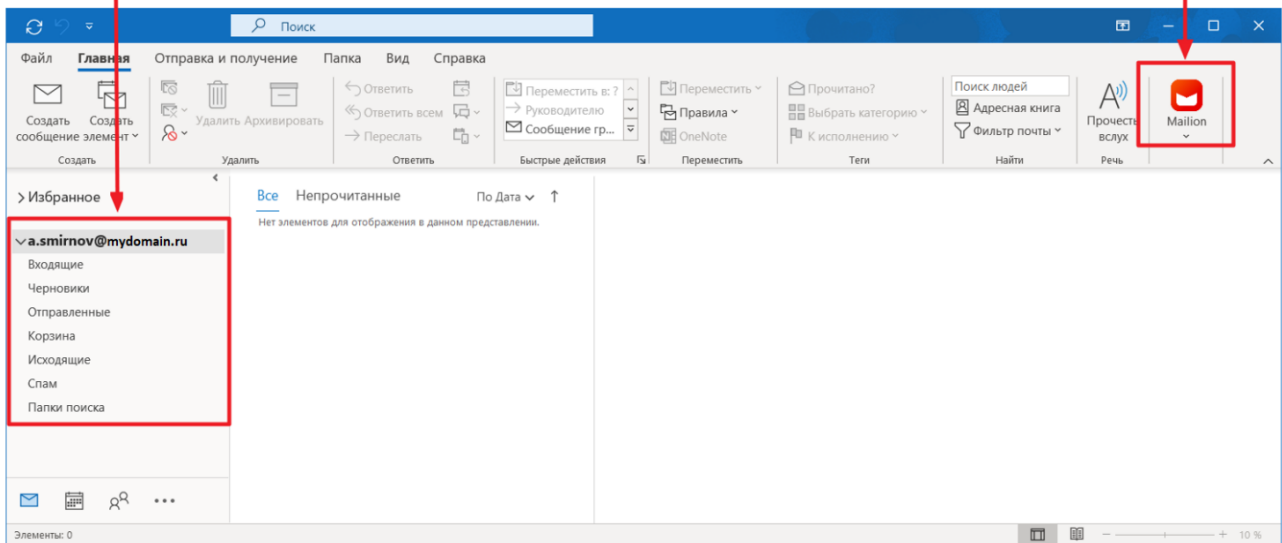 Поиск
Файл Главная Отправка и получение Папка Вид Справка
Создать сообщение
Создать элемент
Создать
Удалить
Архивировать
Удалить
Ответить
Ответить всем
Переслать
Ответить
Переместить в: ?
Руководителю
Сообщение гр...
Быстрые действия
Переместить
Правила
OneNote
Переместить
Прочитано?
Выбрать категорию
К исполнению
Теги
Поиск людей
Адресная книга
Фильтр почты
Найти
Прочесть
вслух
Речь
Mailion
Избранное
a.smirnov@mydomain.ru
Входящие
Черновики
Отправленные
Корзина
Исходящие
Спам
Папки поиска
Все Непрочитанные По Дата
Нет элементов для отображения в данном представлении.
Элементы: 0
10 %